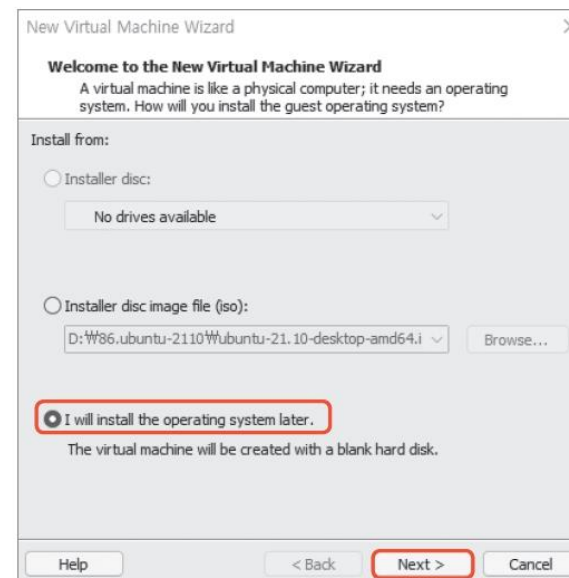 New Virtual Machine Wizard
Welcome to the New Virtual Machine Wizard
A virtual machine is like a physical computer; it needs an operating
system. How will you install the guest operating system?
Install from:
Installer disc:
No drives available
Installer disc image file (iso):
D:₩86.ubuntu-2110₩ubuntu-21.10-desktop-amd64.i
Browse...
I will install the operating system later.
The virtual machine will be created with a blank hard disk.
Help
< Back
Next >
Cancel